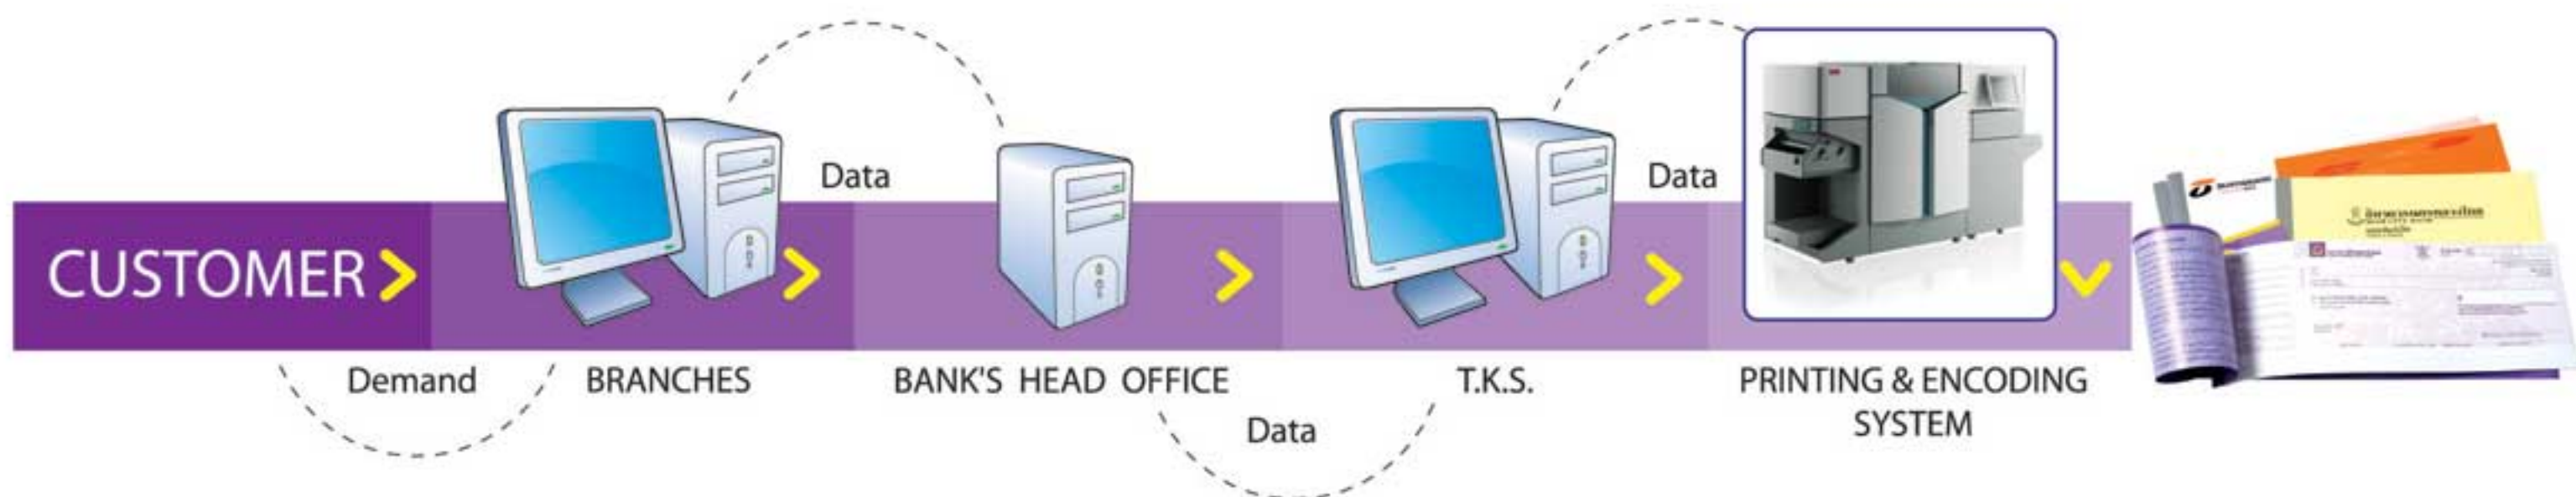 CUSTOMER
Demand
BRANCHES
Data
BANK'S HEAD OFFICE
Data
T.K.S.
Data
PRINTING & ENCODING
SYSTEM